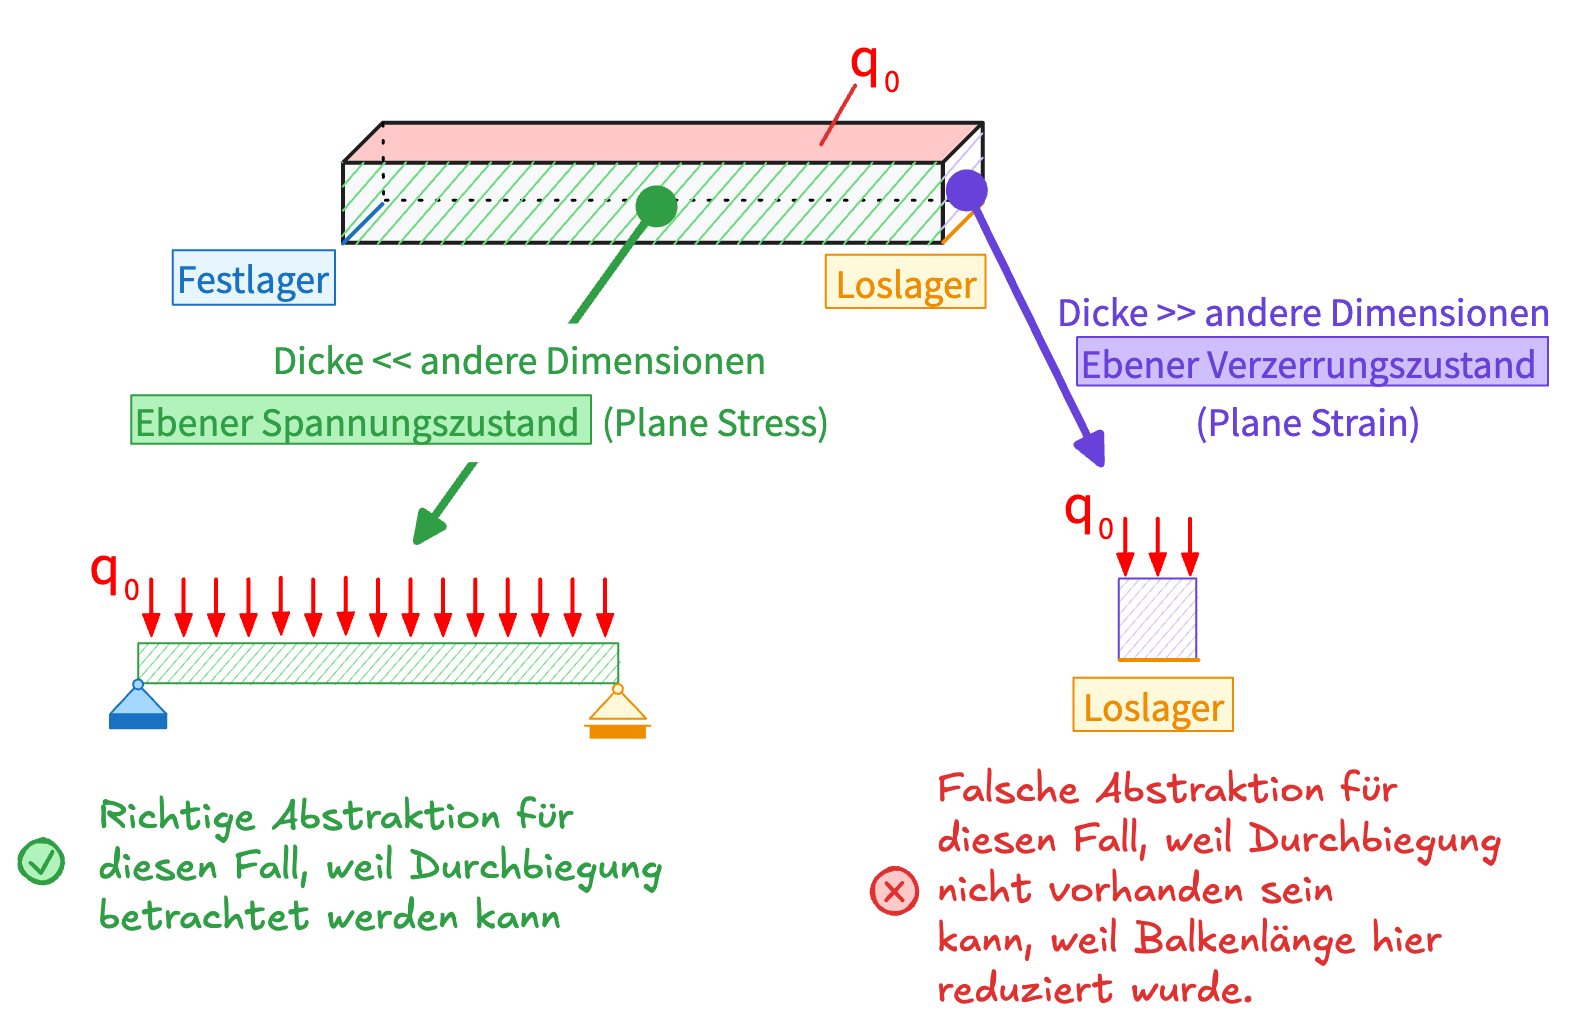 q₀
Festlager
Loslager
Dicke << andere Dimensionen
Ebener Spannungszustand (Plane Stress)
Dicke >> andere Dimensionen
Ebener Verzerrungszustand
(Plane Strain)
q₀
q₀
Loslager
Richtige Abstraktion für
diesen Fall, weil Durchbiegung
betrachtet werden kann
Falsche Abstraktion für
diesen Fall, weil Durchbiegung
nicht vorhanden sein
kann, weil Balkenlänge hier
reduziert wurde.